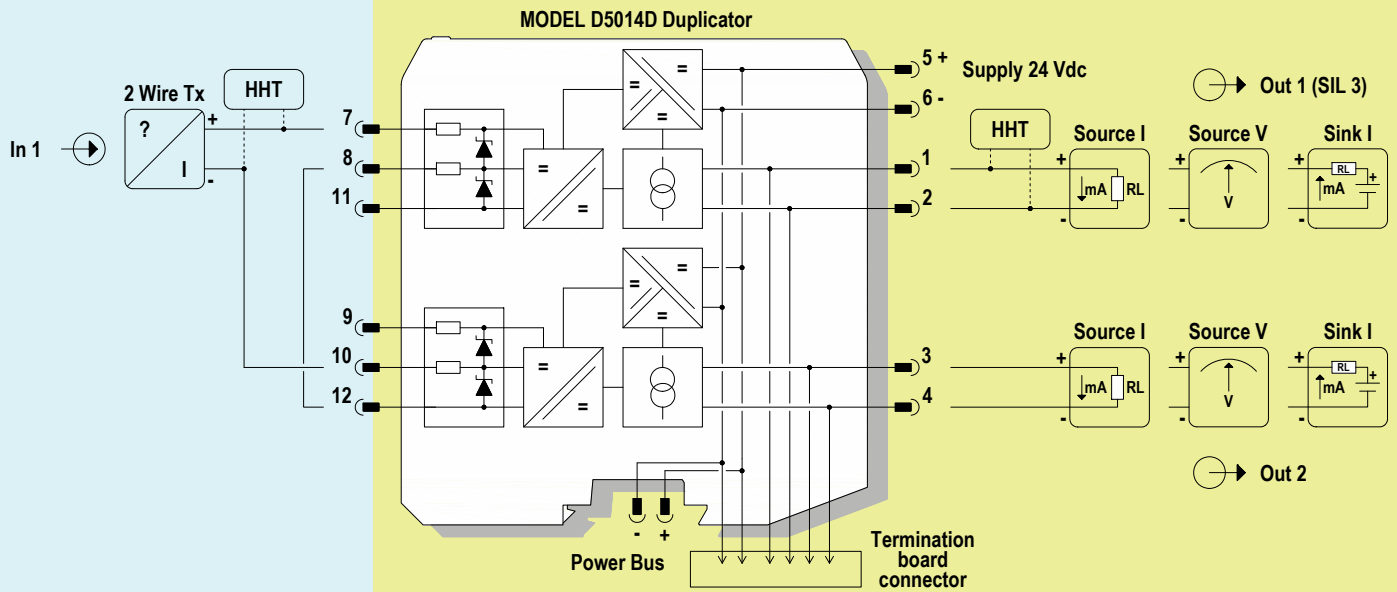 MODEL D5014D Duplicator
5 +
Supply 24 Vdc
6 -
Out 1 (SIL 3)
HHT
2 Wire Tx
?
I
+
-
In 1
7
8
11
=
=
=
=
=
1
2
HHT
Source I
Source V
Sink I
+
mA
RL
-
+
V
-
+
RL
mA
+
-
9
10
12
=
=
=
=
=
3
4
Source I
Source V
Sink I
+
mA
RL
-
+
V
-
+
RL
mA
+
-
Out 2
- +
Power Bus
Termination
board
connector